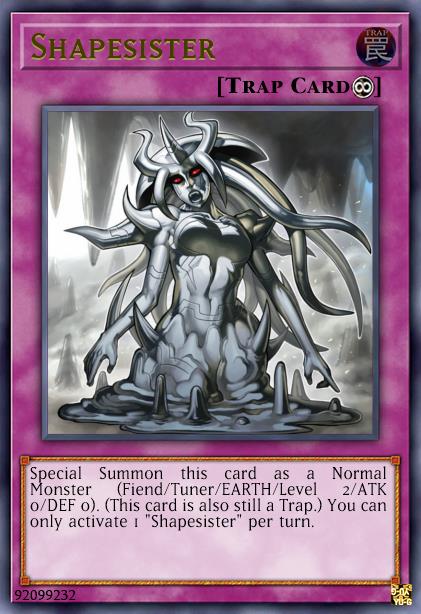 Shapesister
TRAP
罠
[Trap Card]
Special Summon this card as a Normal
Monster (Fiend/Tuner/EARTH/Level 2/ATK
0/DEF 0). (This card is also still a Trap.) You can
only activate 1 "Shapesister" per turn.
92099232